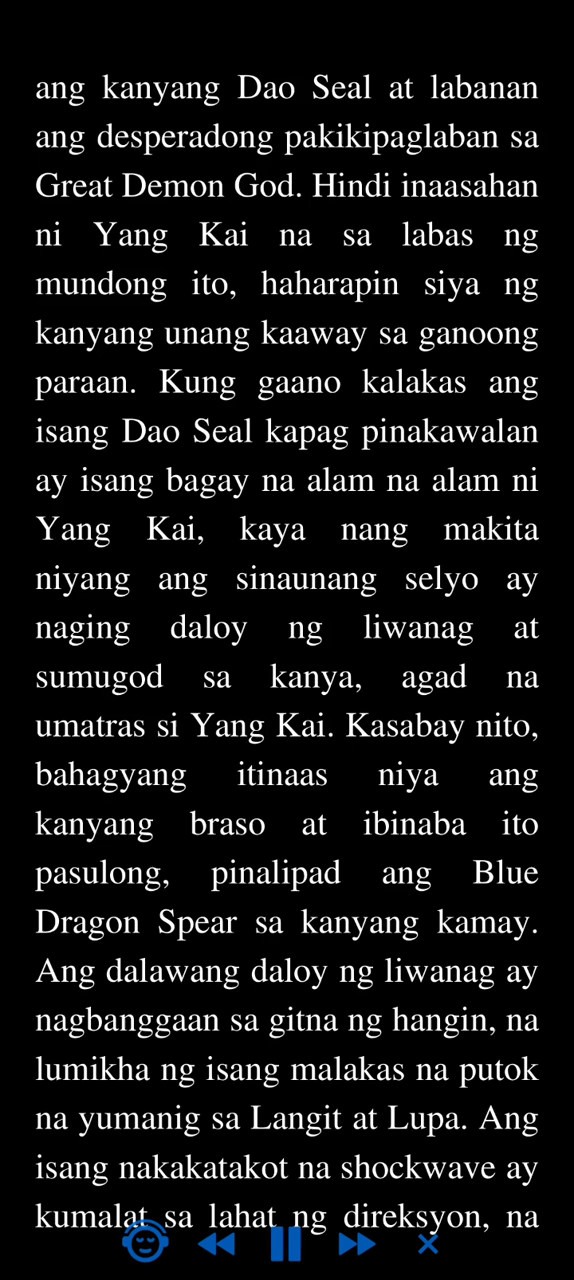 ang kanyang Dao Seal at labanan
ang desperadong pakikipaglaban sa
Great Demon God. Hindi inaasahan
ni Yang Kai na sa labas ng
mundong ito, haharapin siya ng
kanyang unang kaaway sa ganoong
paraan. Kung gaano kalakas ang
isang Dao Seal kapag pinakawalan
ay isang bagay na alam na alam ni
Yang Kai, kaya nang makita
niyang ang sinaunang selyo ay
naging daloy ng liwanag at
sumugod sa kanya, agad na
umatras si Yang Kai. Kasabay nito,
bahagyang itinaas niya ang
kanyang braso at ibinaba ito
pasulong, pinalipad ang Blue
Dragon Spear sa kanyang kamay.
Ang dalawang daloy ng liwanag ay
nagbanggaan sa gitna ng hangin, na
lumikha ng isang malakas na putok
na yumanig sa Langit at Lupa. Ang
isang nakakatakot na shockwave ay
kumalat sa lahat ng direksyon, na